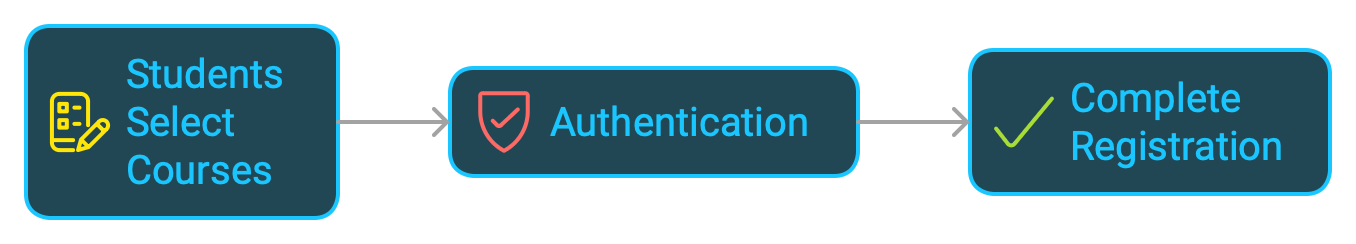 Students
Select
Courses
Authentication
Complete
Registration